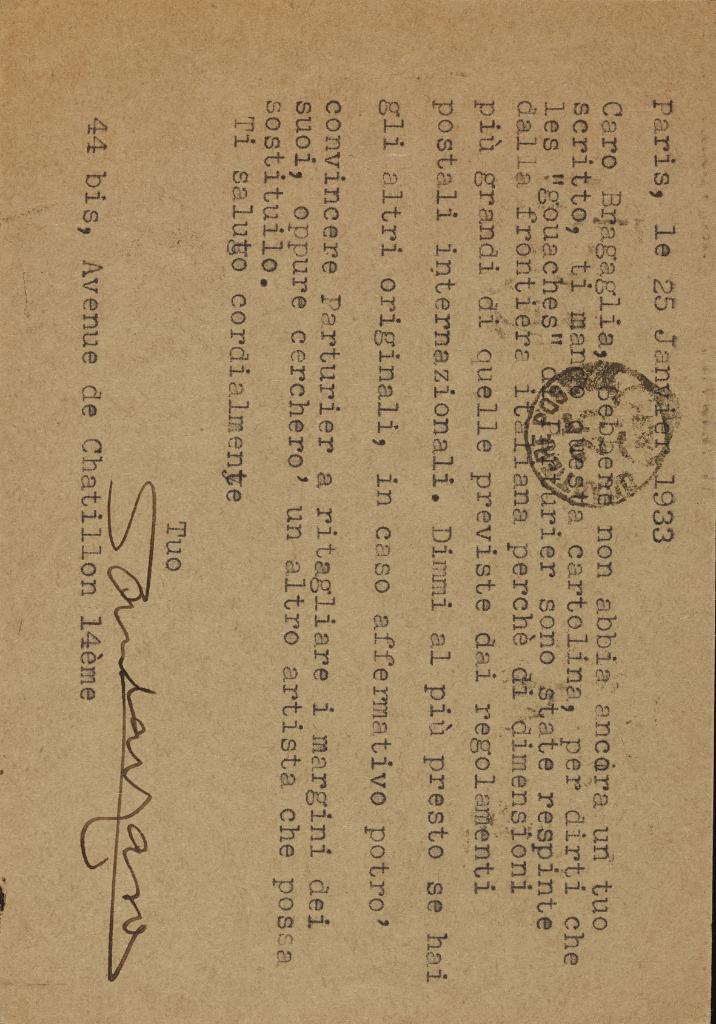 Paris, le 25 Janvier 1933
Caro Bragaglia, sebbene non abbia ancora un tuo
scritto, ti mando questa cartolina, per dirti che
les "gouaches" di Parturier sono state respinte
dalla frontiera italiana perchè di dimensioni
più grandi di quelle previste dai regolamenti
postali internazionali. Dimmi al più presto se hai
gli altri originali, in caso affermativo potro'
convincere Parturier a ritagliare i margini dei
suoi, oppure cerchero' un altro artista che possa
sostituilo.
Ti saluto cordialmente
Tuo
44 bis, Avenue de Chatillon 14ème